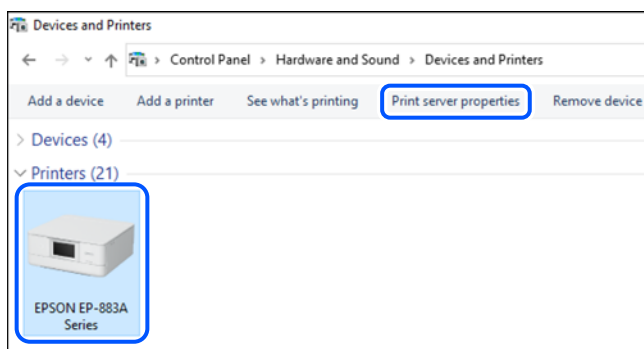 Devices and Printers
Control Panel > Hardware and Sound > Devices and Printers
Add a device Add a printer See what's printing Print server properties Remove device
Devices (4)
Printers (21)
EPSON EP-883A
Series